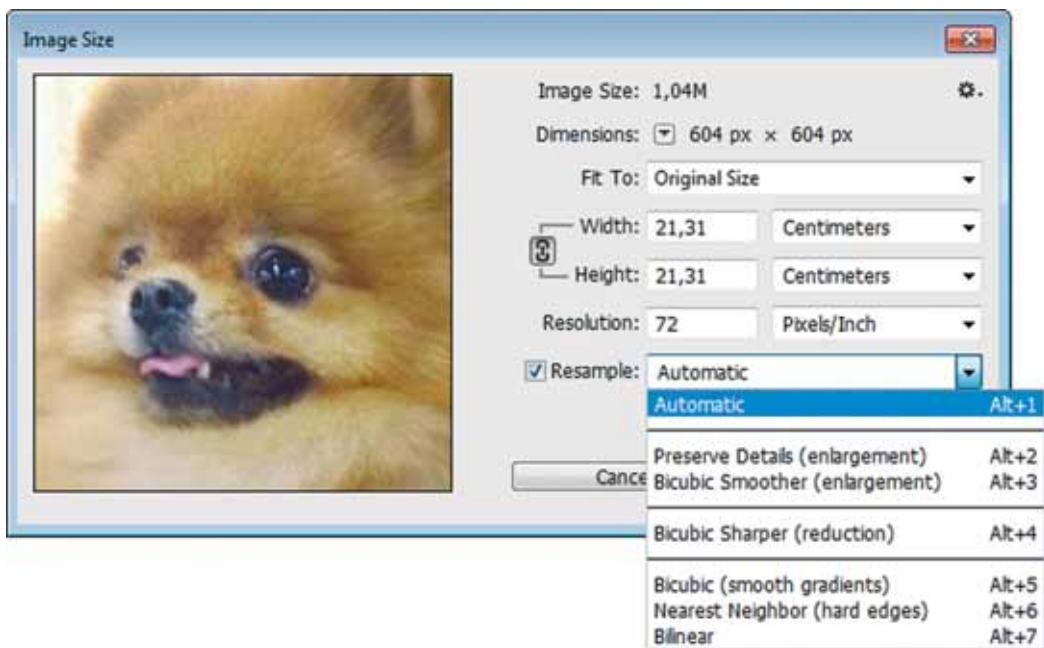 Image Size
Image Size: 1,04M
Dimensions: 604 px × 604 px
Fit To: Original Size
Width: 21,31 Centimeters
Height: 21,31 Centimeters
Resolution: 72 Pixels/Inch
Resample: Automatic
Automatic Alt+1
Preserve Details (enlargement) Alt+2
Cance
Bicubic Smoother (enlargement) Alt+3
Bicubic Sharper (reduction) Alt+4
Bicubic (smooth gradients) Alt+5
Nearest Neighbor (hard edges) Alt+6
Bilinear Alt+7